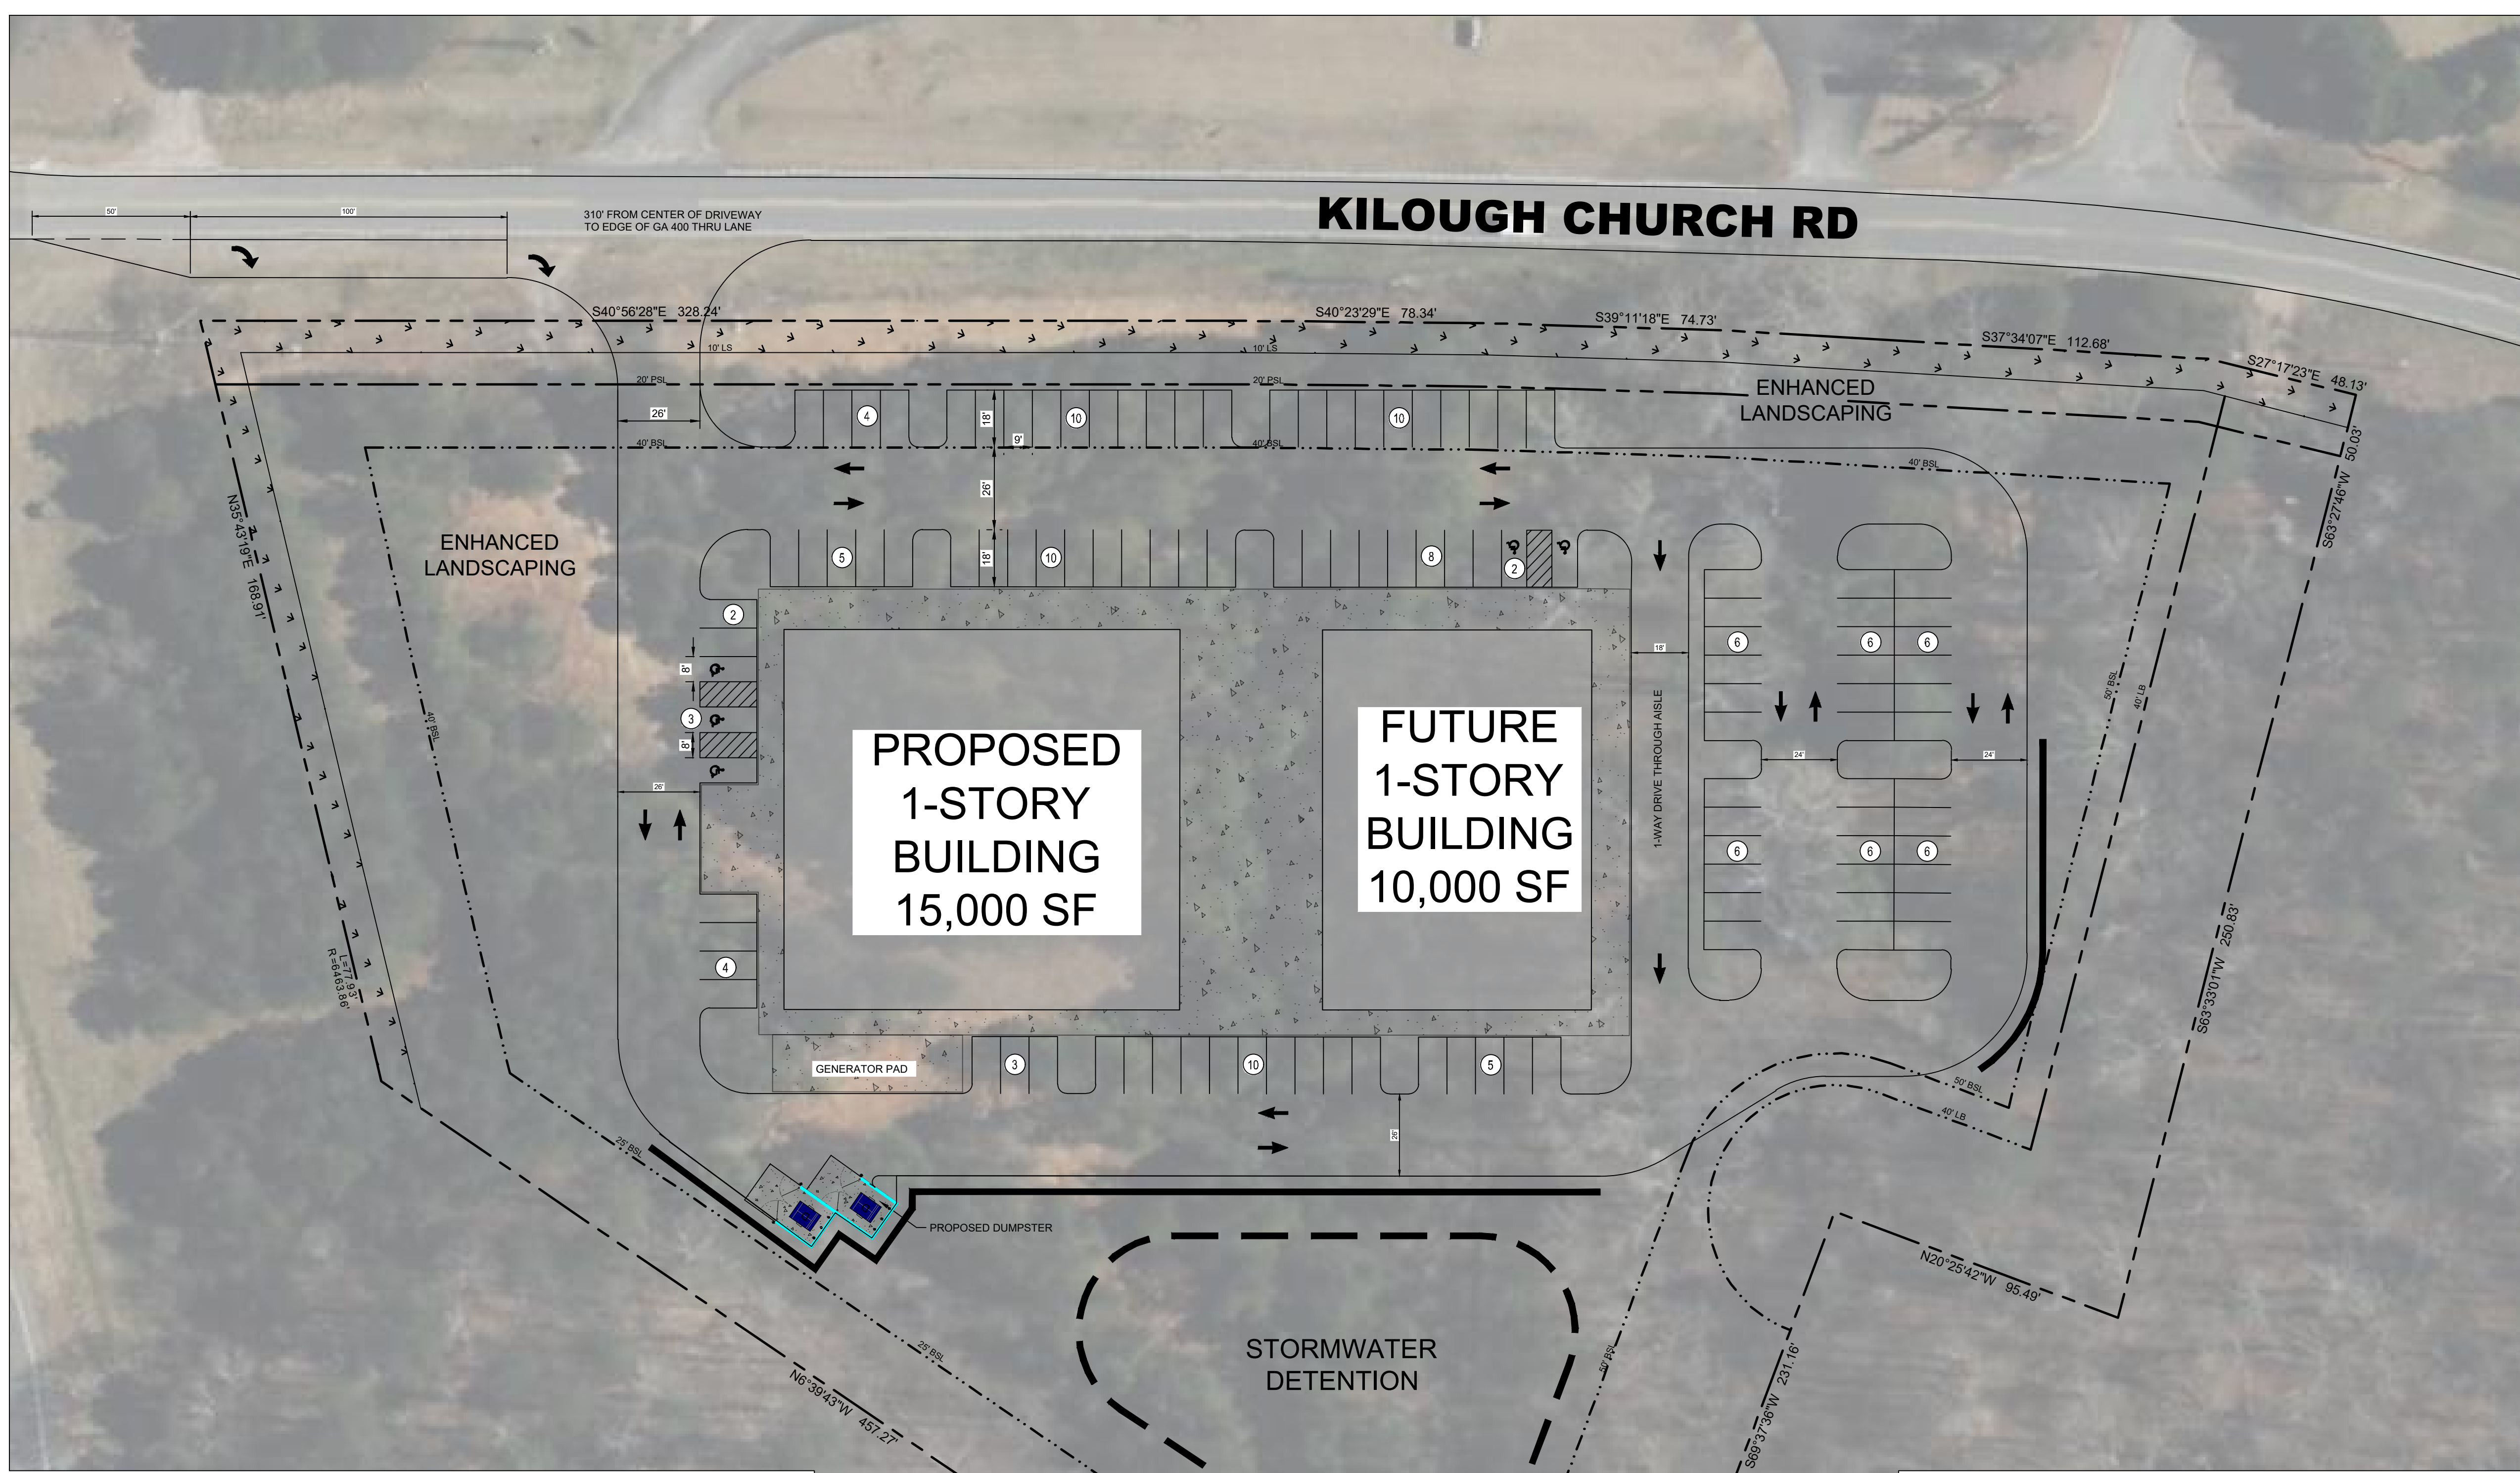 KILOUGH CHURCH RD
50'
100'
310' FROM CENTER OF DRIVEWAY
TO EDGE OF GA 400 THRU LANE
S40°56'28"E 328.24'
S40°23'29"E 78.34'
S39°11'18"E 74.73'
S37°34'07"E 112.68'
S27°17'23"E 48.13'
10' LS
10' LS
20' PSL
20' PSL
ENHANCED
LANDSCAPING
26'
4
18'
10
10
9'
40' BSL
40' BSL
40' BSL
S63°27'46"W 50.03'
26'
N35°43'19"E 168.91'
ENHANCED
LANDSCAPING
5
18'
10
8
2
2
8'
3
8'
18'
6
6
6
40' BSL
50' BSL
40' LB
PROPOSED
1-STORY
BUILDING
15,000 SF
FUTURE
1-STORY
BUILDING
10,000 SF
1-WAY DRIVE THROUGH AISLE
24'
24'
26'
6
6
6
4
L=77.93'
R=6463.86'
S63°33'01"W 250.83'
GENERATOR PAD
3
10
5
50' BSL
40' LB
26'
25' BSL
PROPOSED DUMPSTER
N20°25'42"W 95.49'
STORMWATER
DETENTION
25' BSL
N6°39'43"W 457.27'
50' BSL
S69°37'36"W 231.16'